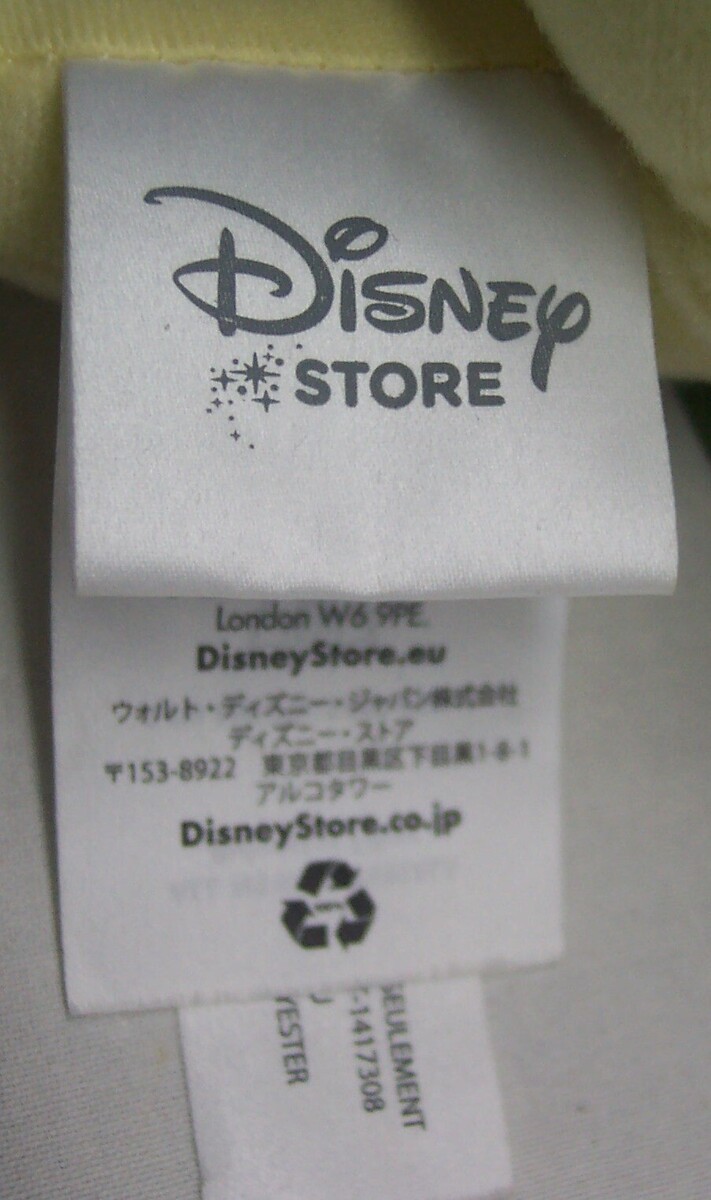 Disney
STORE
London W6 9PE.
DisneyStore.eu
ウォルト・ディズニー・ジャパン株式会社
ディズニー・ストア
〒153-8922 東京都目黒区下目黒1-8-1
アルコタワー
DisneyStore.co.jp
SEULEMENT
-1417308
YESTER